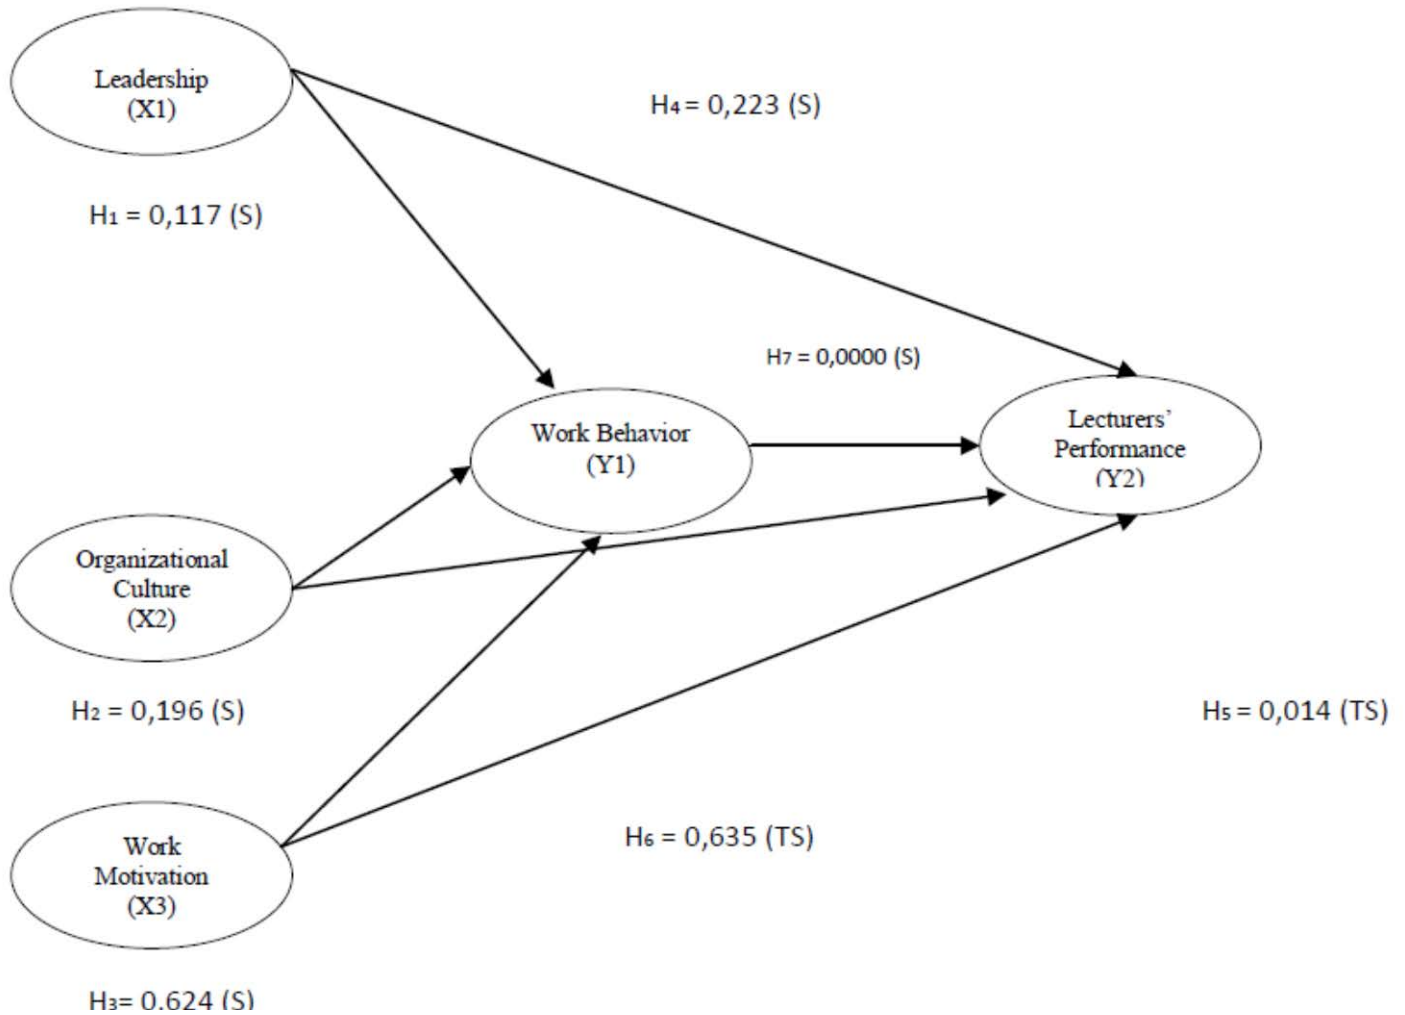 Leadership
(X1)
H4 = 0,223 (S)
H1 = 0,117 (S)
H7 = 0,0000 (S)
Work Behavior
(Y1)
Lecturers’
Performance
(Y2)
Organizational
Culture
(X2)
H2 = 0,196 (S)
H5 = 0,014 (TS)
H6 = 0,635 (TS)
Work
Motivation
(X3)
H3= 0.624 (S)